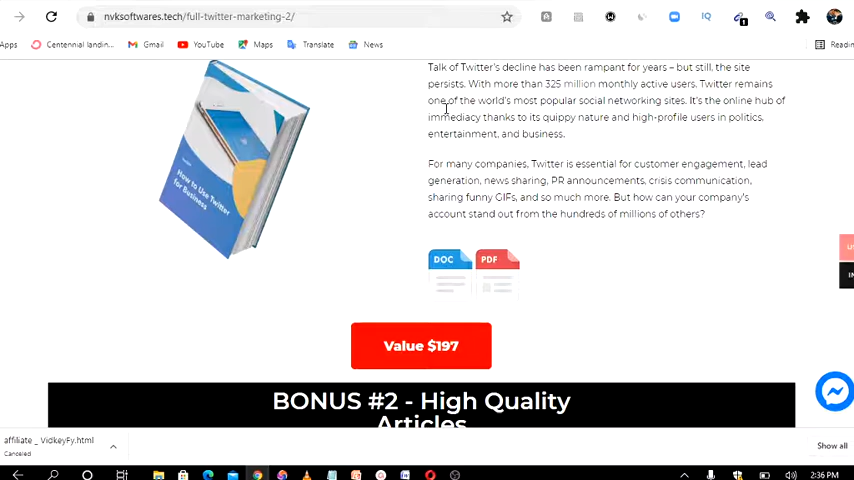 nvksoftwares.tech/full-twitter-marketing-2/
IQ
1
Apps
Centennial landin...
Gmail
YouTube
Maps
Translate
News
Reading
How to Use Twitter
for Business
Talk of Twitter's decline has been rampant for years – but still, the site
persists. With more than 325 million monthly active users. Twitter remains
one of the world's most popular social networking sites. It's the online hub of
immediacy thanks to its quippy nature and high-profile users in politics,
entertainment, and business.
For many companies, Twitter is essential for customer engagement, lead
generation, news sharing, PR announcements, crisis communication,
sharing funny GIFs, and so much more. But how can your company's
account stand out from the hundreds of millions of others?
DOC
PDF
Value $197
BONUS #2 - High Quality
Articles
affiliate _ VidkeyFy.html
Canceled
Show all
2:36 PM